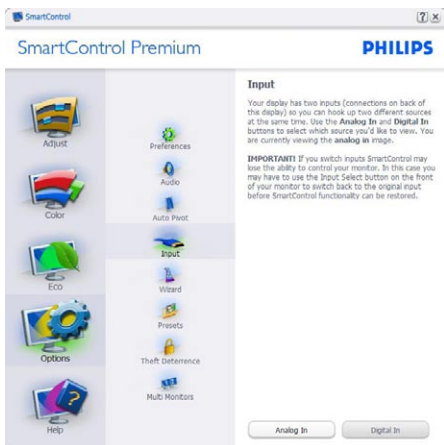 SmartControl
SmartControl Premium
PHILIPS
Adjust
Color
Eco
Options
Help
Preferences
Audio
Auto Pivot
Input
Wizard
Presets
Theft Deterrence
Multi Monitors
Input
Your display has two inputs (connections on back of
this display) so you can hook up two different sources
at the same time. Use the Analog In and Digital In
buttons to select which source you'd like to view. You
are currently viewing the analog in image.
IMPORTANT! If you switch inputs SmartControl may
lose the ability to control your monitor. In this case you
may have to use the Input Select button on the front
of your monitor to switch back to the original input
before SmartControl functionality can be restored.
Analog In
Digital In